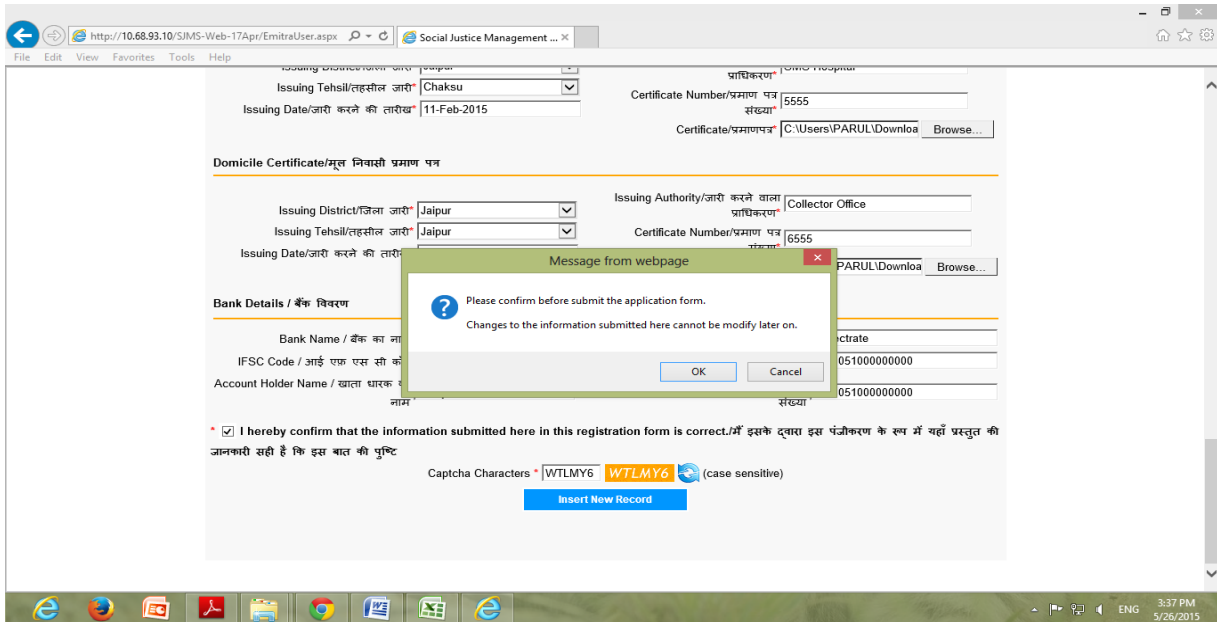 http://10.68.93.10/SJMS-Web-17Apr/EmitraUser.aspx
Social Justice Management ...
File Edit View Favorites Tools Help
प्राधिकरण*
Issuing Tehsil/तहसील जारी* Chaksu
Certificate Number/प्रमाण पत्र संख्या* 5555
Issuing Date/जारी करने की तारीख* 11-Feb-2015
Certificate/प्रमाणपत्र* C:\Users\PARUL\Downloa Browse...
Domicile Certificate/मूल निवासी प्रमाण पत्र
Issuing Authority/जारी करने वाला प्राधिकरण* Collector Office
Issuing District/जिला जारी* Jaipur
Issuing Tehsil/तहसील जारी* Jaipur
Certificate Number/प्रमाण पत्र 6555
Issuing Date/जारी करने की
PARUL\Downloa Browse...
Message from webpage
Please confirm before submit the application form.
Changes to the information submitted here cannot be modify later on.
OK Cancel
Bank Details / बैंक विवरण
Bank Name / बैंक का
ctrate
IFSC Code / आई एफ़ एस सी
051000000000
Account Holder Name / खाता धारक
नाम
051000000000
संख्या
* I hereby confirm that the information submitted here in this registration form is correct./मैं इसके द्वारा इस पंजीकरण के रूप में यहाँ प्रस्तुत की
जानकारी सही है कि इस बात की पुष्टि
Captcha Characters * WTLMY6 WTLMY6 (case sensitive)
Insert New Record
ENG 3:37 PM
5/26/2015